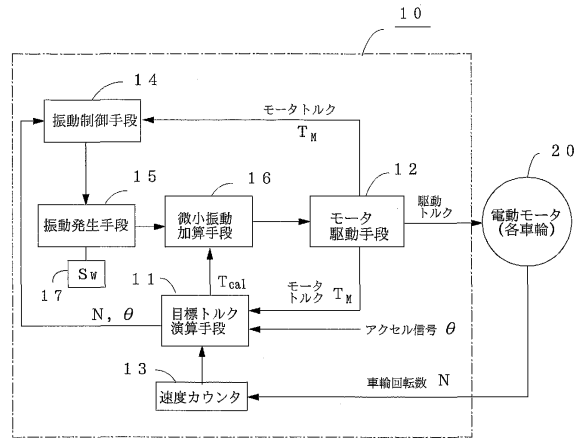 10
14
振動制御手段
モータトルク
T_M
20
15
16
12
振動発生手段
微小振動
加算手段
モータ
駆動手段
駆動
トルク
電動モータ
(各車輪)
Sw
17
11
T_cal
モータ
トルク T_M
N, θ
目標トルク
演算手段
アクセル信号 θ
13
速度カウンタ
車輪回転数 N